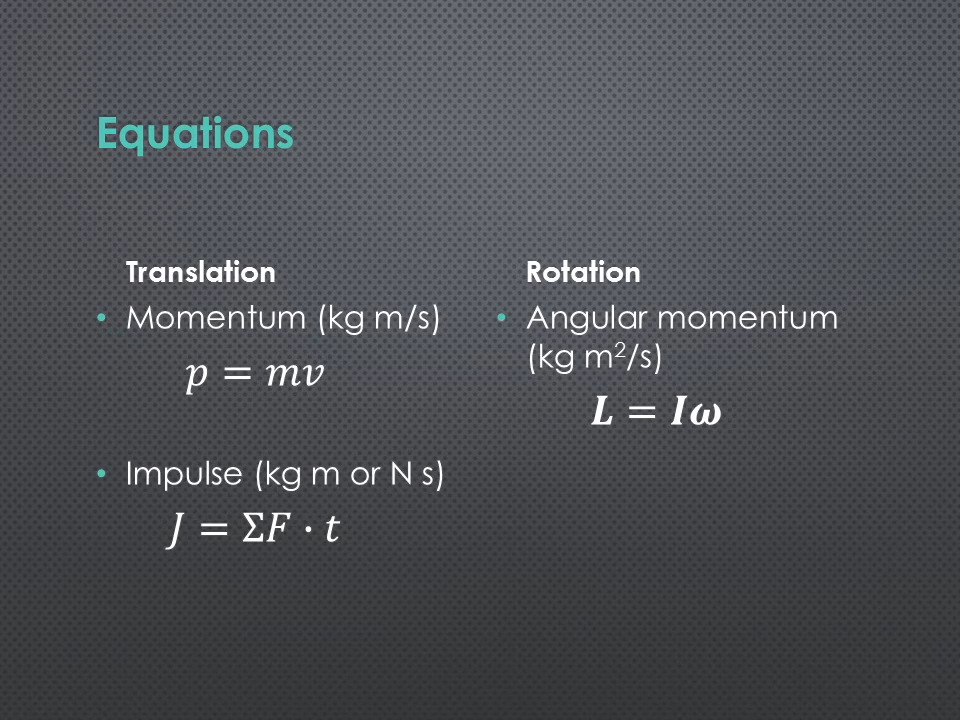 Equations
Translation
• Momentum (kg m/s)
𝑝 = 𝑚𝑣
• Impulse (kg m or N s)
𝐽 = Σ𝐹 · 𝑡
Rotation
• Angular momentum
(kg m²/s)
𝑳 = 𝑰𝝎